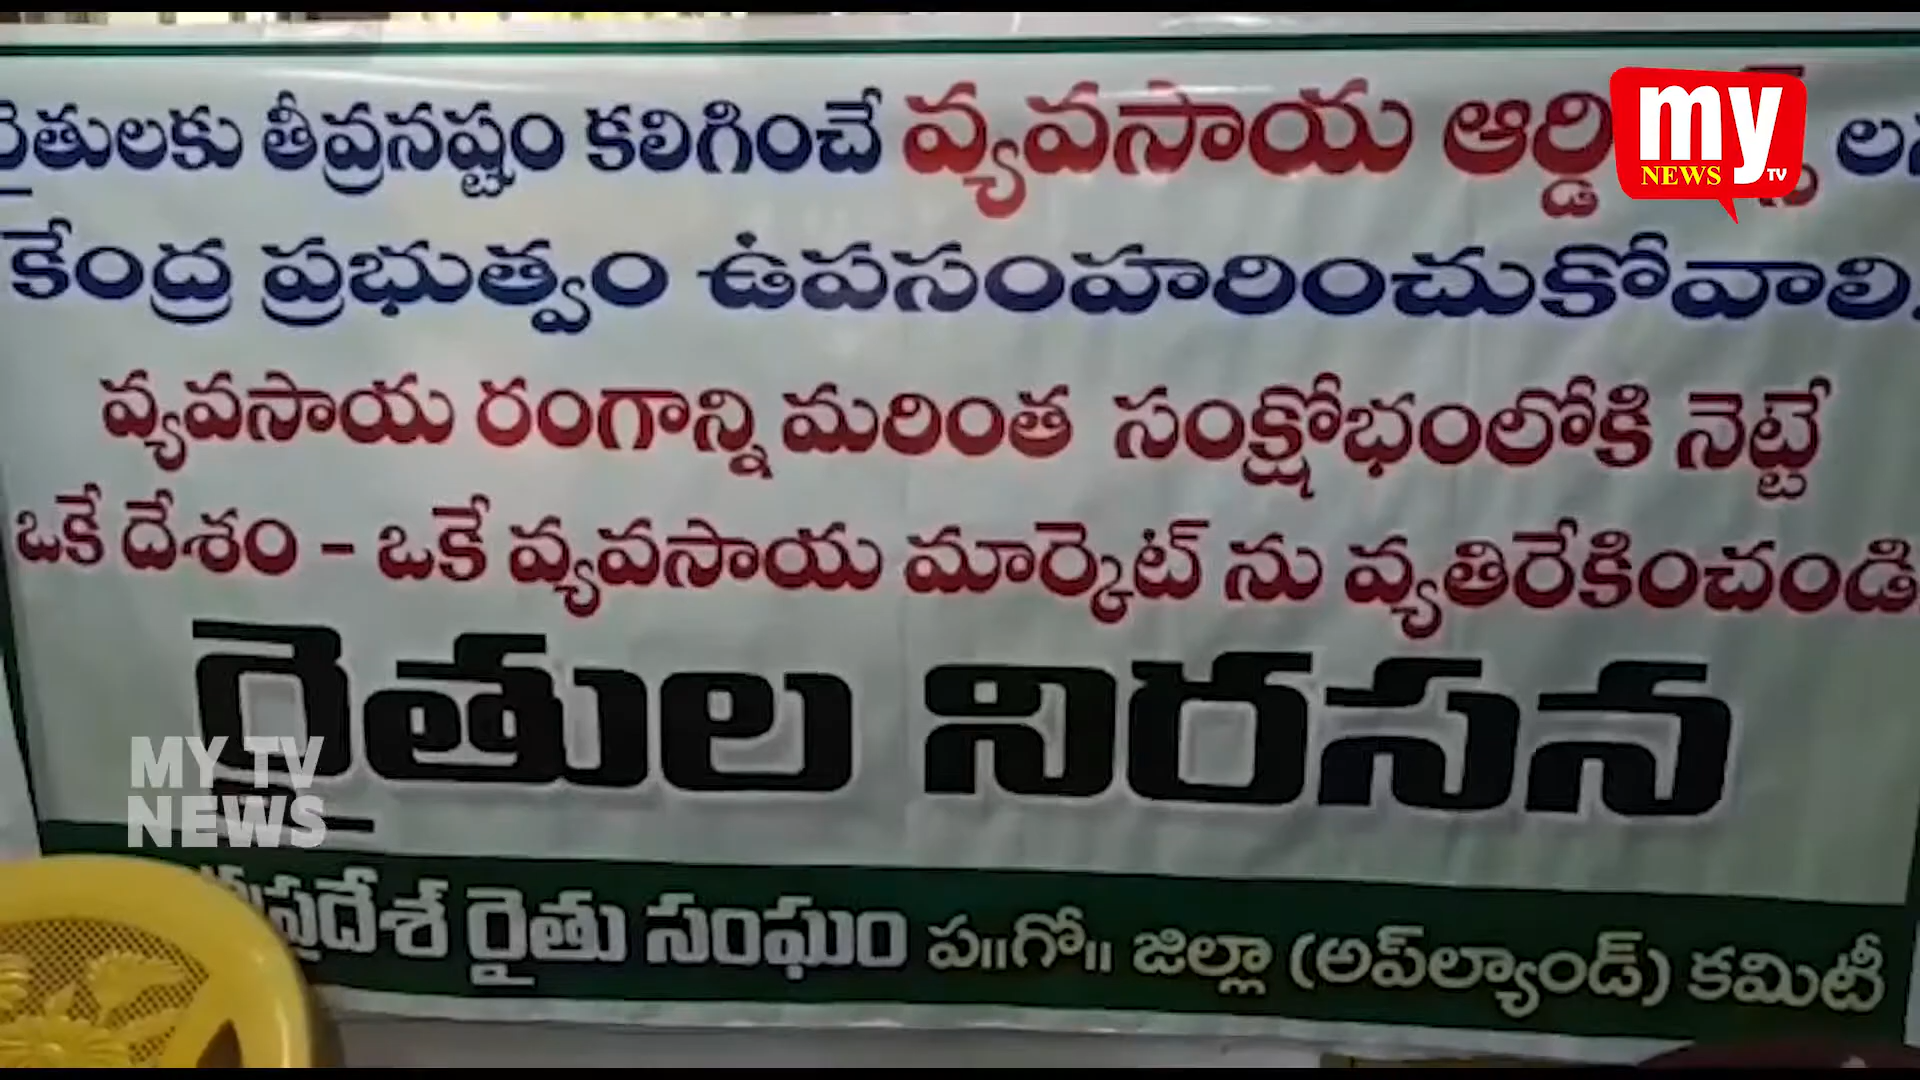 రైతులకు తీవ్రనష్టం కలిగించే వ్యవసాయ
కేంద్ర ప్రభుత్వం ఉపసంహరించుకోవాలి.
వ్యవసాయ రంగాన్ని మరింత సంక్షోభంలోకి నెట్టే
ఒకే దేశం - ఒకే వ్యవసాయ మార్కెట్ ను వ్యతిరేకించండి
రైతుల నిరసన
రైతు సంఘం ప॥గో॥ జిల్లా (అప్‌ల్యాండ్) కమిటీ
my
NEWS TV
MY TV
NEWS